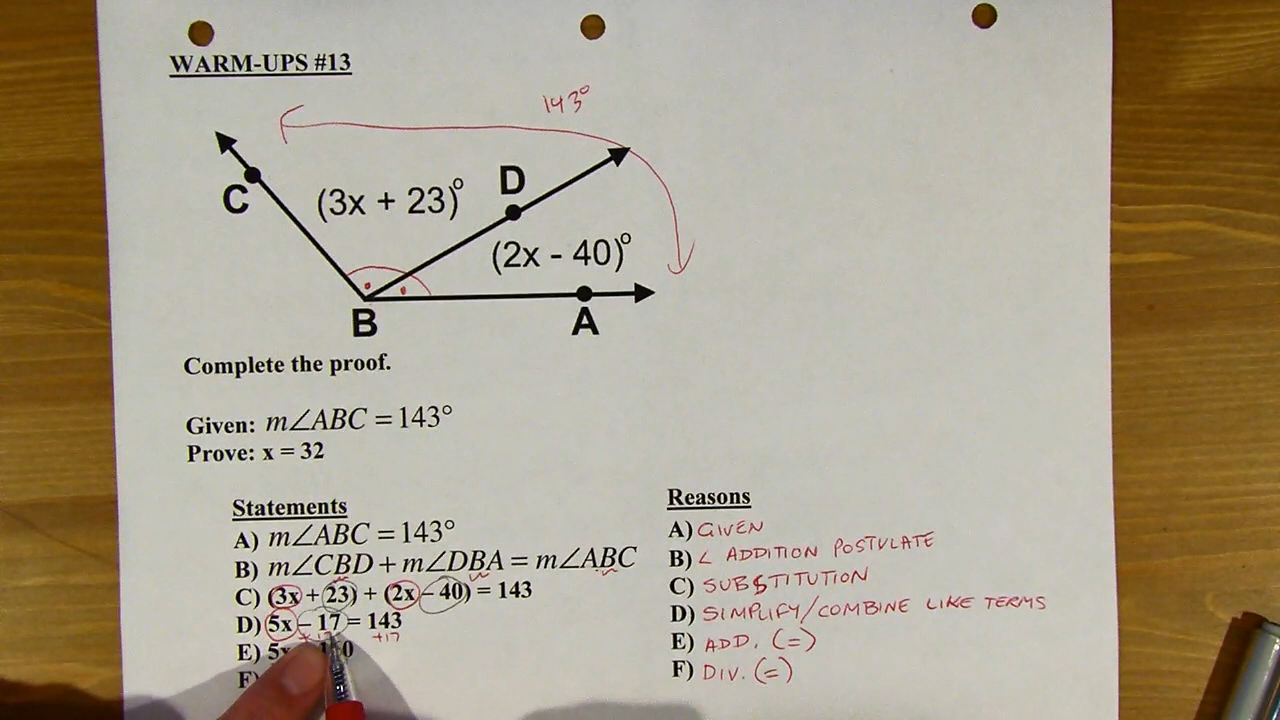 WARM-UPS #13
143°
C
(3x + 23)°
D
(2x - 40)°
B
A
Complete the proof.
Given: m∠ABC = 143°
Prove: x = 32
Statements
A) m∠ABC = 143°
B) m∠CBD + m∠DBA = m∠ABC
C) (3x + 23) + (2x – 40) = 143
D) 5x – 17 = 143
+17 +17
E) 5x
F)
Reasons
A) GIVEN
B) ∠ ADDITION POSTULATE
C) SUBSTITUTION
D) SIMPLIFY/COMBINE LIKE TERMS
E) ADD. (=)
F) DIV. (=)